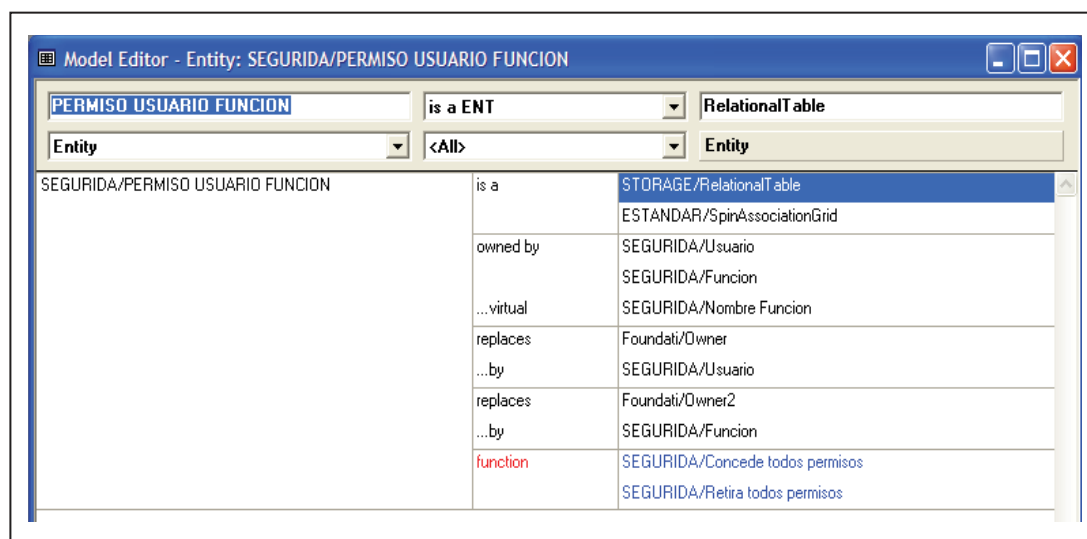 Model Editor - Entity: SEGURIDA/PERMISO USUARIO FUNCION
PERMISO USUARIO FUNCION is a ENT RelationalTable
Entity <All> Entity
SEGURIDA/PERMISO USUARIO FUNCION is a STORAGE/RelationalTable
ESTANDAR/SpinAssociationGrid
owned by SEGURIDA/Usuario
SEGURIDA/Funcion
...virtual SEGURIDA/Nombre Funcion
replaces Foundati/Owner
...by SEGURIDA/Usuario
replaces Foundati/Owner2
...by SEGURIDA/Funcion
function SEGURIDA/Concede todos permisos
SEGURIDA/Retira todos permisos